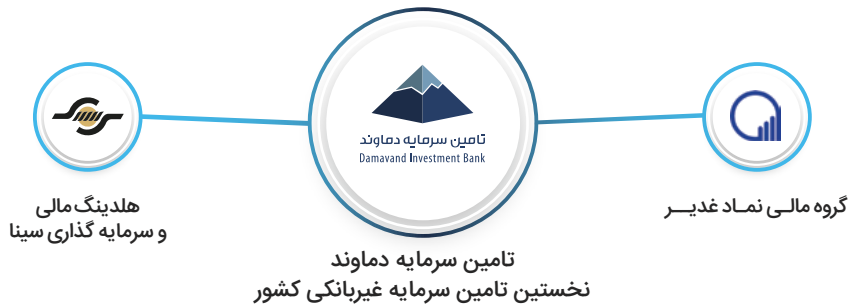 تامین سرمایه دماوند
Damavand Investment Bank
گروه مالـی نمـاد غدیــر
هلدینگ مالی
و سرمایه گذاری سینا
تامین سرمایه دماوند
نخستین تامین سرمایه غیربانکی کشور